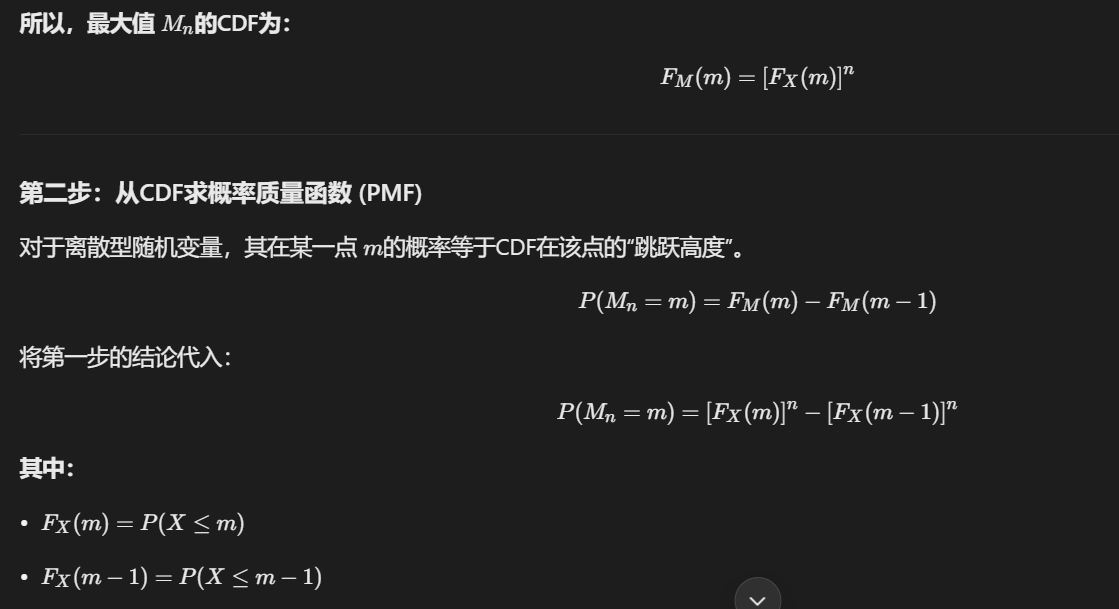 所以，最大值 Mₙ的CDF为：
F_M(m) = [F_X(m)]ⁿ
第二步：从CDF求概率质量函数 (PMF)
对于离散型随机变量，其在某一点 m的概率等于CDF在该点的“跳跃高度”。
P(Mₙ = m) = F_M(m) − F_M(m − 1)
将第一步的结论代入：
P(Mₙ = m) = [F_X(m)]ⁿ − [F_X(m − 1)]ⁿ
其中：
• F_X(m) = P(X ≤ m)
• F_X(m − 1) = P(X ≤ m − 1)